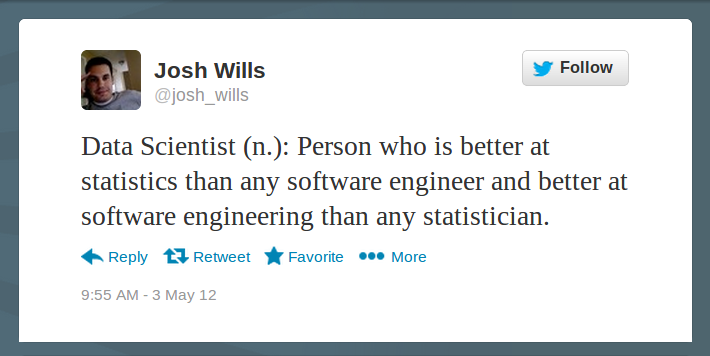 Josh Wills
@josh_wills
Follow
Data Scientist (n.): Person who is better at
statistics than any software engineer and better at
software engineering than any statistician.
Reply Retweet Favorite More
9:55 AM - 3 May 12